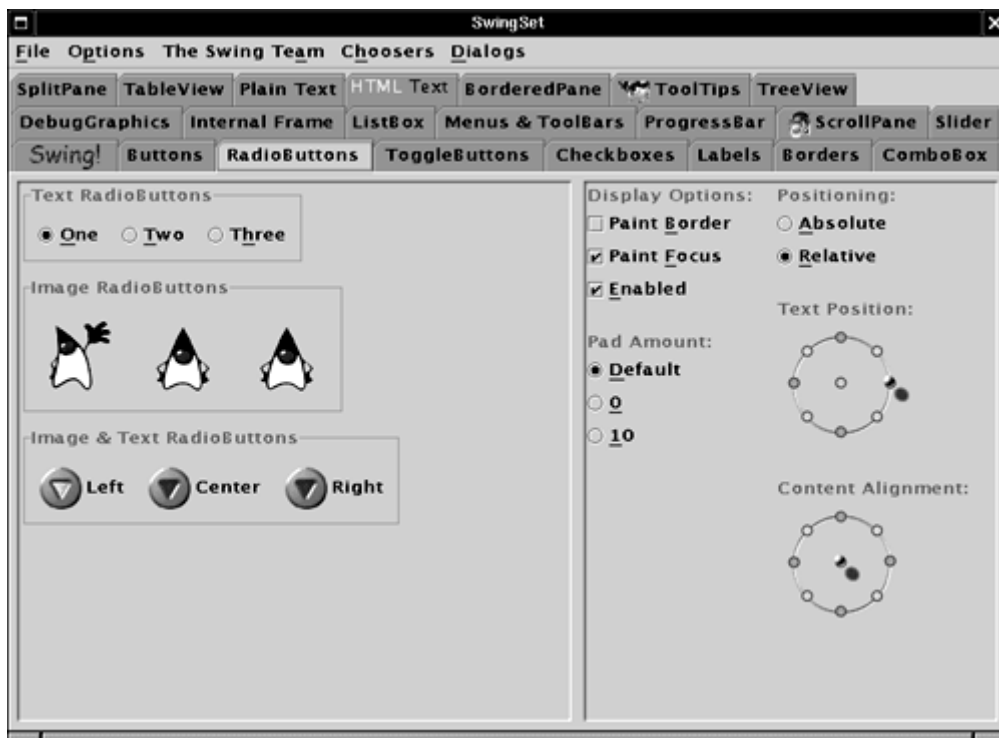 SwingSet
File Options The Swing Team Choosers Dialogs
SplitPane TableView Plain Text HTML Text BorderedPane ToolTips TreeView
DebugGraphics Internal Frame ListBox Menus & ToolBars ProgressBar ScrollPane Slider
Swing! Buttons RadioButtons ToggleButtons Checkboxes Labels Borders ComboBox
Text RadioButtons
One Two Three
Image RadioButtons
Image & Text RadioButtons
Left Center Right
Display Options:
Paint Border
Paint Focus
Enabled
Pad Amount:
Default
0
10
Positioning:
Absolute
Relative
Text Position:
Content Alignment: